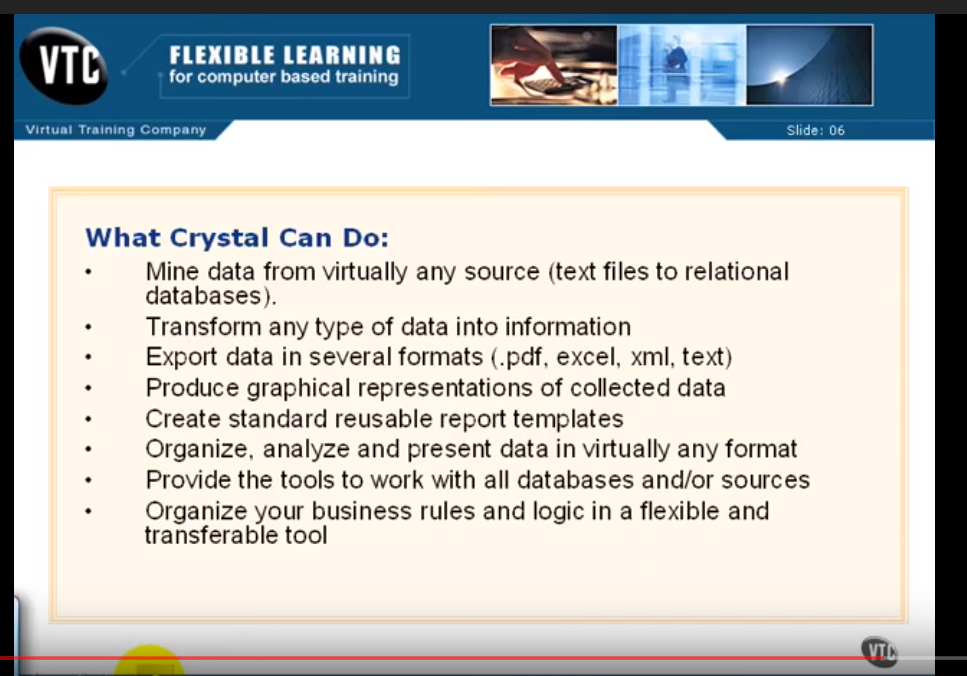 VTC
FLEXIBLE LEARNING
for computer based training
Virtual Training Company
Slide: 06
What Crystal Can Do:
• Mine data from virtually any source (text files to relational
databases).
• Transform any type of data into information
• Export data in several formats (.pdf, excel, xml, text)
• Produce graphical representations of collected data
• Create standard reusable report templates
• Organize, analyze and present data in virtually any format
• Provide the tools to work with all databases and/or sources
• Organize your business rules and logic in a flexible and
transferable tool
VTC